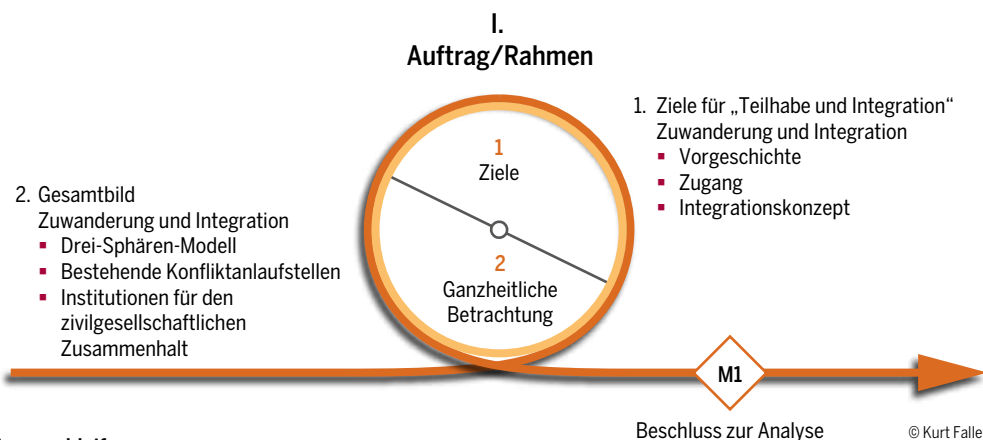 I.
Auftrag/Rahmen
1
Ziele
2
Ganzheitliche
Betrachtung
1. Ziele für „Teilhabe und Integration“
Zuwanderung und Integration
▪ Vorgeschichte
▪ Zugang
▪ Integrationskonzept
2. Gesamtbild
Zuwanderung und Integration
▪ Drei-Sphären-Modell
▪ Bestehende Konfliktanlaufstellen
▪ Institutionen für den
zivilgesellschaftlichen
Zusammenhalt
M1
Beschluss zur Analyse
© Kurt Falle